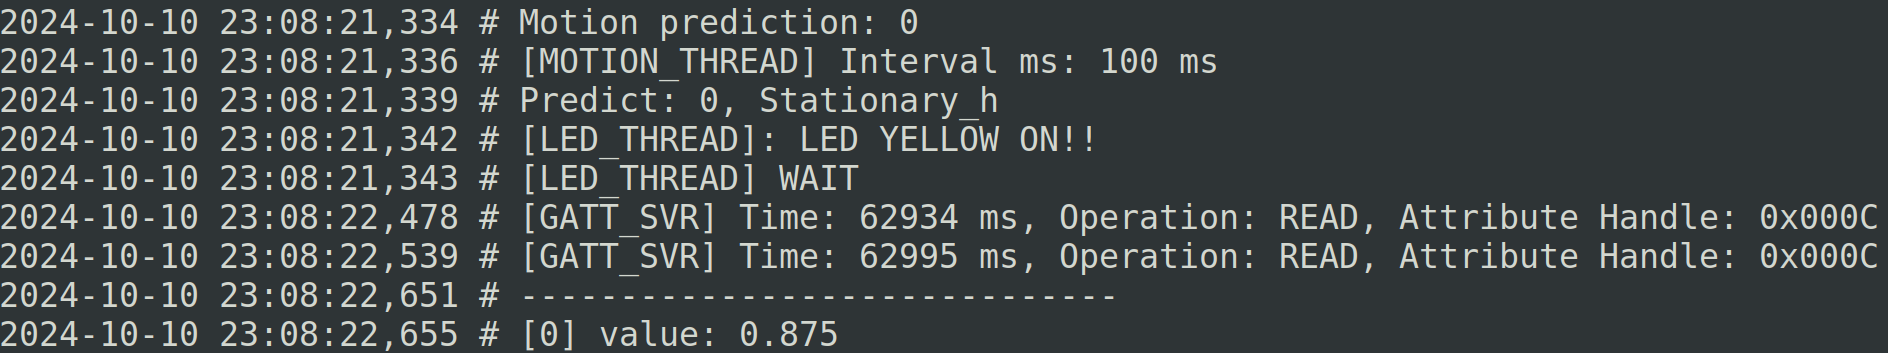 2024-10-10 23:08:21,334 # Motion prediction: 0
2024-10-10 23:08:21,336 # [MOTION_THREAD] Interval ms: 100 ms
2024-10-10 23:08:21,339 # Predict: 0, Stationary_h
2024-10-10 23:08:21,342 # [LED_THREAD]: LED YELLOW ON!!
2024-10-10 23:08:21,343 # [LED_THREAD] WAIT
2024-10-10 23:08:22,478 # [GATT_SVR] Time: 62934 ms, Operation: READ, Attribute Handle: 0x000C
2024-10-10 23:08:22,539 # [GATT_SVR] Time: 62995 ms, Operation: READ, Attribute Handle: 0x000C
2024-10-10 23:08:22,651 # ------------------------------
2024-10-10 23:08:22,655 # [0] value: 0.875